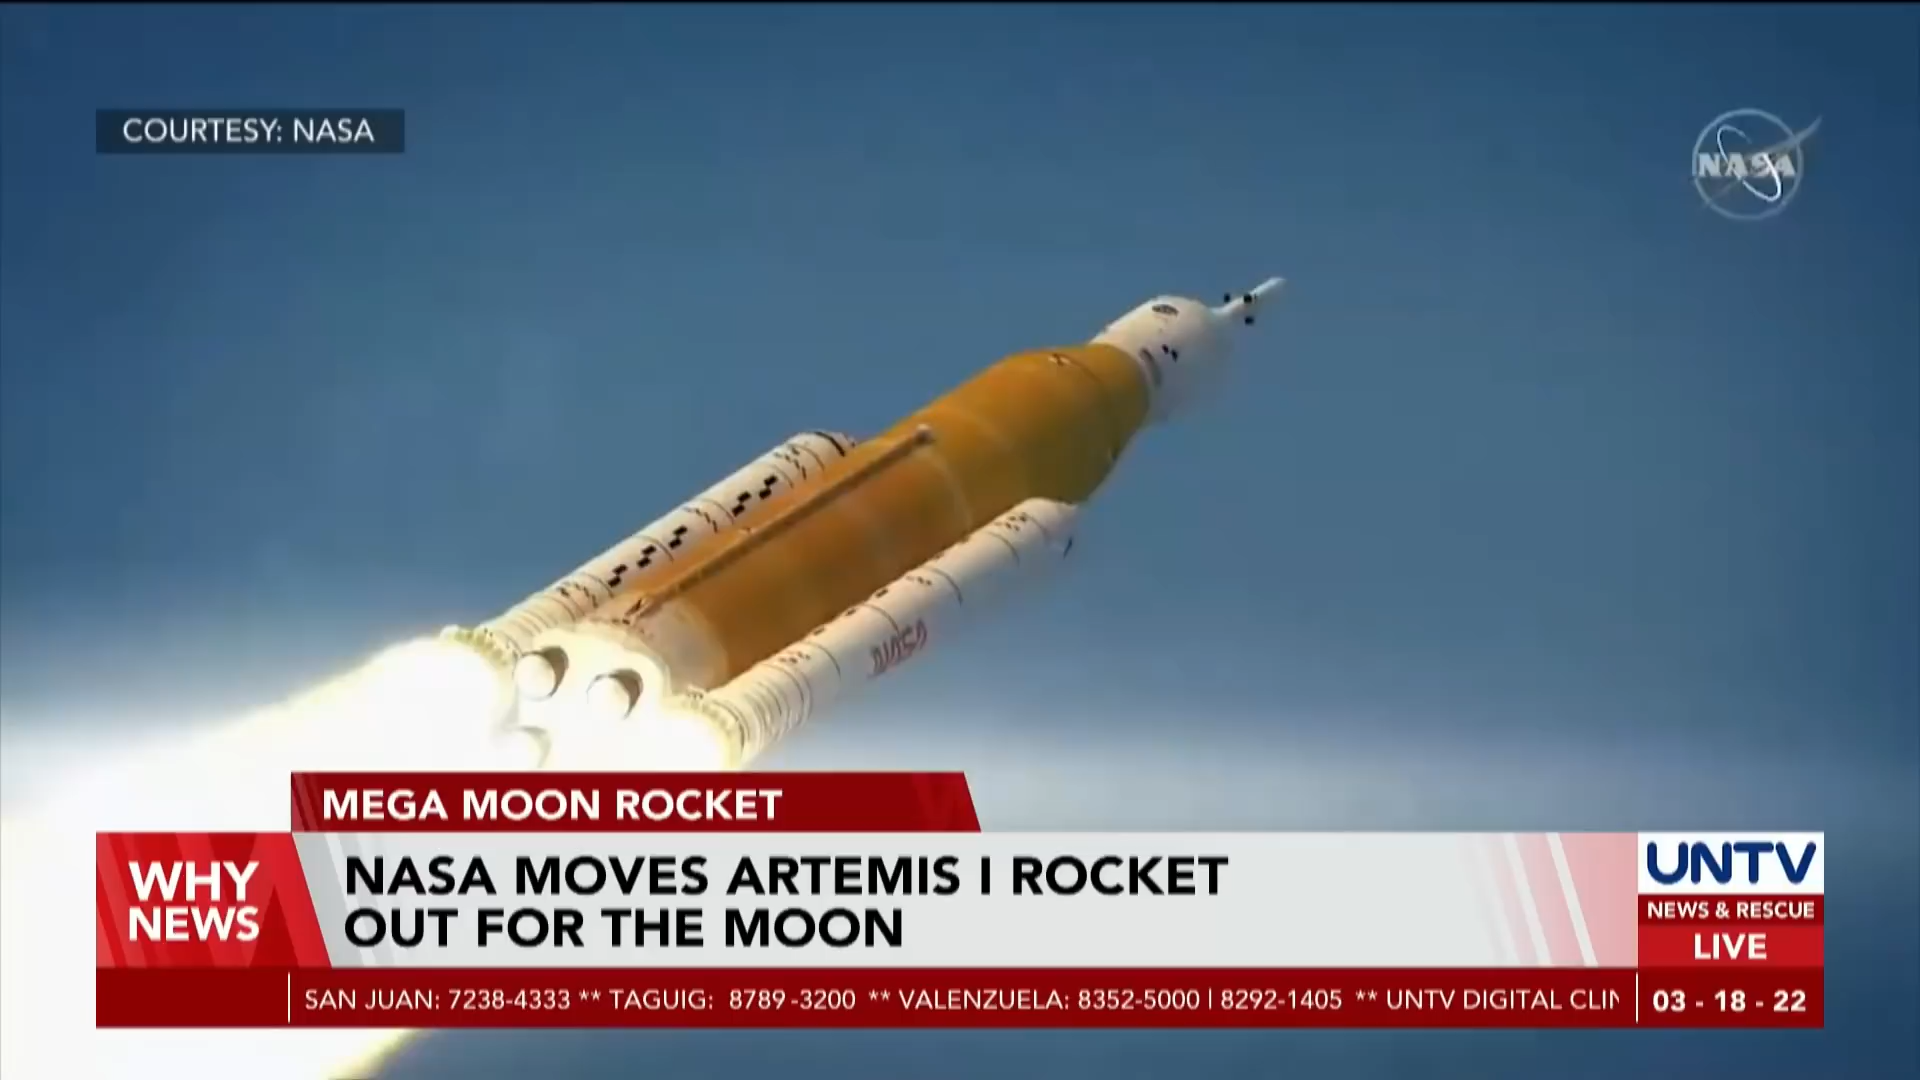 COURTESY: NASA
NASA
NASA
MEGA MOON ROCKET
WHY
NEWS
NASA MOVES ARTEMIS I ROCKET
OUT FOR THE MOON
UNTV
NEWS & RESCUE
LIVE
SAN JUAN: 7238-4333 ** TAGUIG: 8789-3200 ** VALENZUELA: 8352-5000 | 8292-1405 ** UNTV DIGITAL
03 - 18 - 22